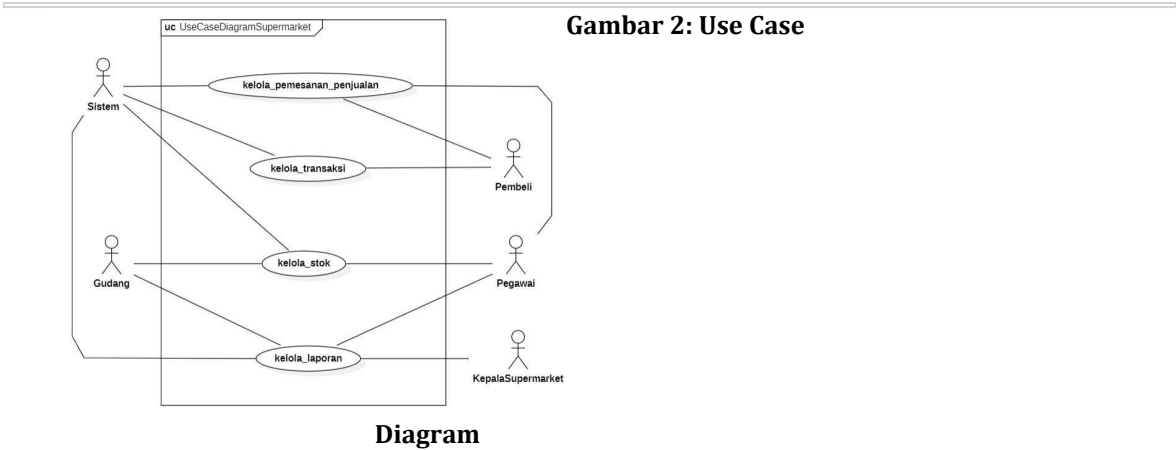 Gambar 2: Use Case
uc UseCaseDiagramSupermarket
kelola_pemesanan_penjualan
Sistem
kelola_transaksi
Pembeli
kelola_stok
Gudang
Pegawai
kelola_laporan
KepalaSupermarket
Diagram